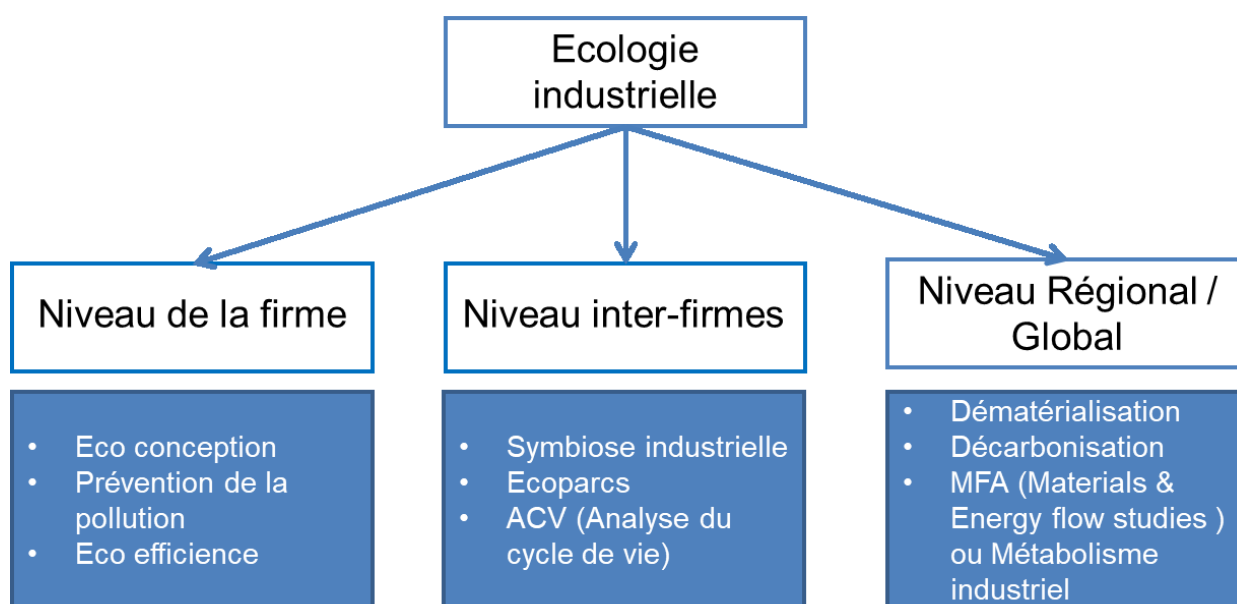 Ecologie
industrielle
Niveau de la firme
Niveau inter-firmes
Niveau Régional /
Global
• Eco conception
• Prévention de la
pollution
• Eco efficience
• Symbiose industrielle
• Ecoparcs
• ACV (Analyse du
cycle de vie)
• Dématérialisation
• Décarbonisation
• MFA (Materials &
Energy flow studies )
ou Métabolisme
industriel